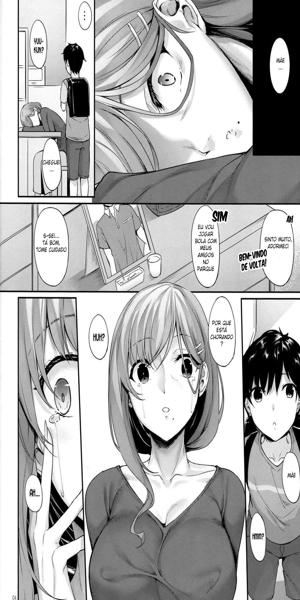 MÃE
...
YUU-
KUN?
CHEGUE
...
AH,
SINTO MUITO,
ADORMECI
BEM-VINDO
DE VOLTA!
SIM
EU VOU
JOGAR
BOLA COM
MEUS
AMIGOS
NO
PARQUE
S-SEI...
TÁ BOM,
TOME CUIDADO
MÃE
HMM?
POR QUE
ESTÁ
CHORANDO?
HUH?
AH...